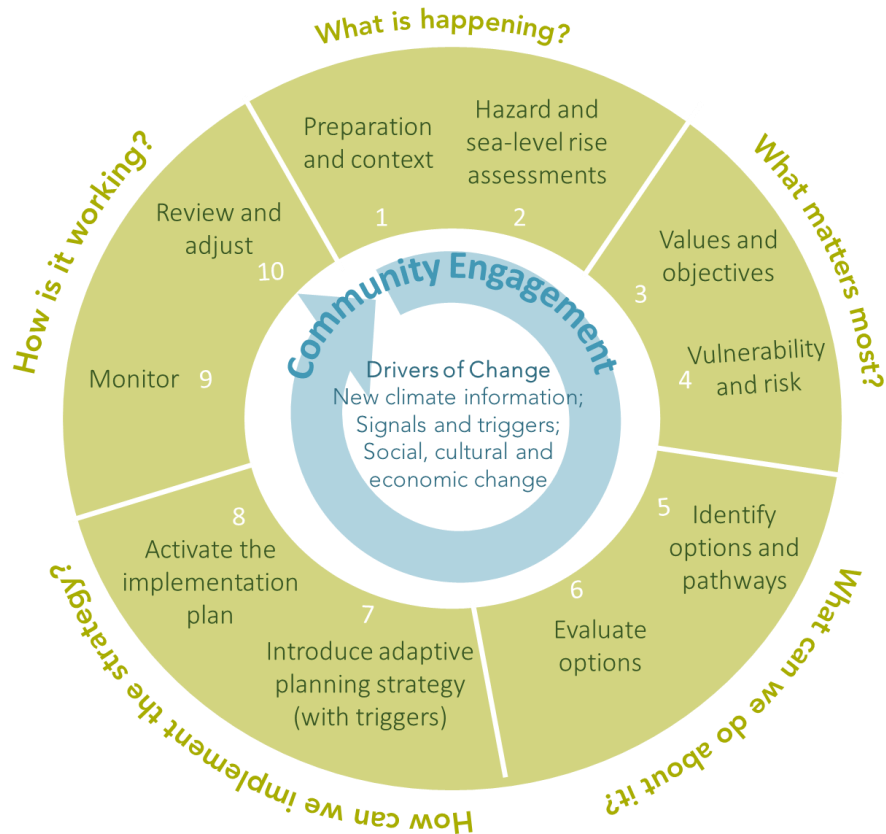 What is happening?
1
Preparation
and context
2
Hazard and
sea-level rise
assessments
What matters most?
3
Values and
objectives
4
Vulnerability
and risk
What can we do about it?
5
Identify
options and
pathways
6
Evaluate
options
How can we implement the strategy?
7
Introduce adaptive
planning strategy
(with triggers)
8
Activate the
implementation
plan
How is it working?
9
Monitor
10
Review and
adjust
Community Engagement
Drivers of Change
New climate information;
Signals and triggers;
Social, cultural and
economic change